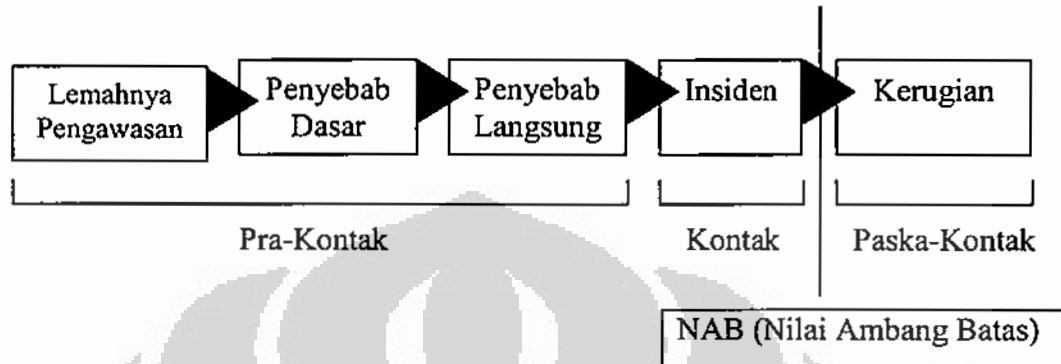 Lemahnya
Pengawasan
Penyebab
Dasar
Penyebab
Langsung
Insiden
Kerugian
Pra-Kontak
Kontak
Paska-Kontak
NAB (Nilai Ambang Batas)